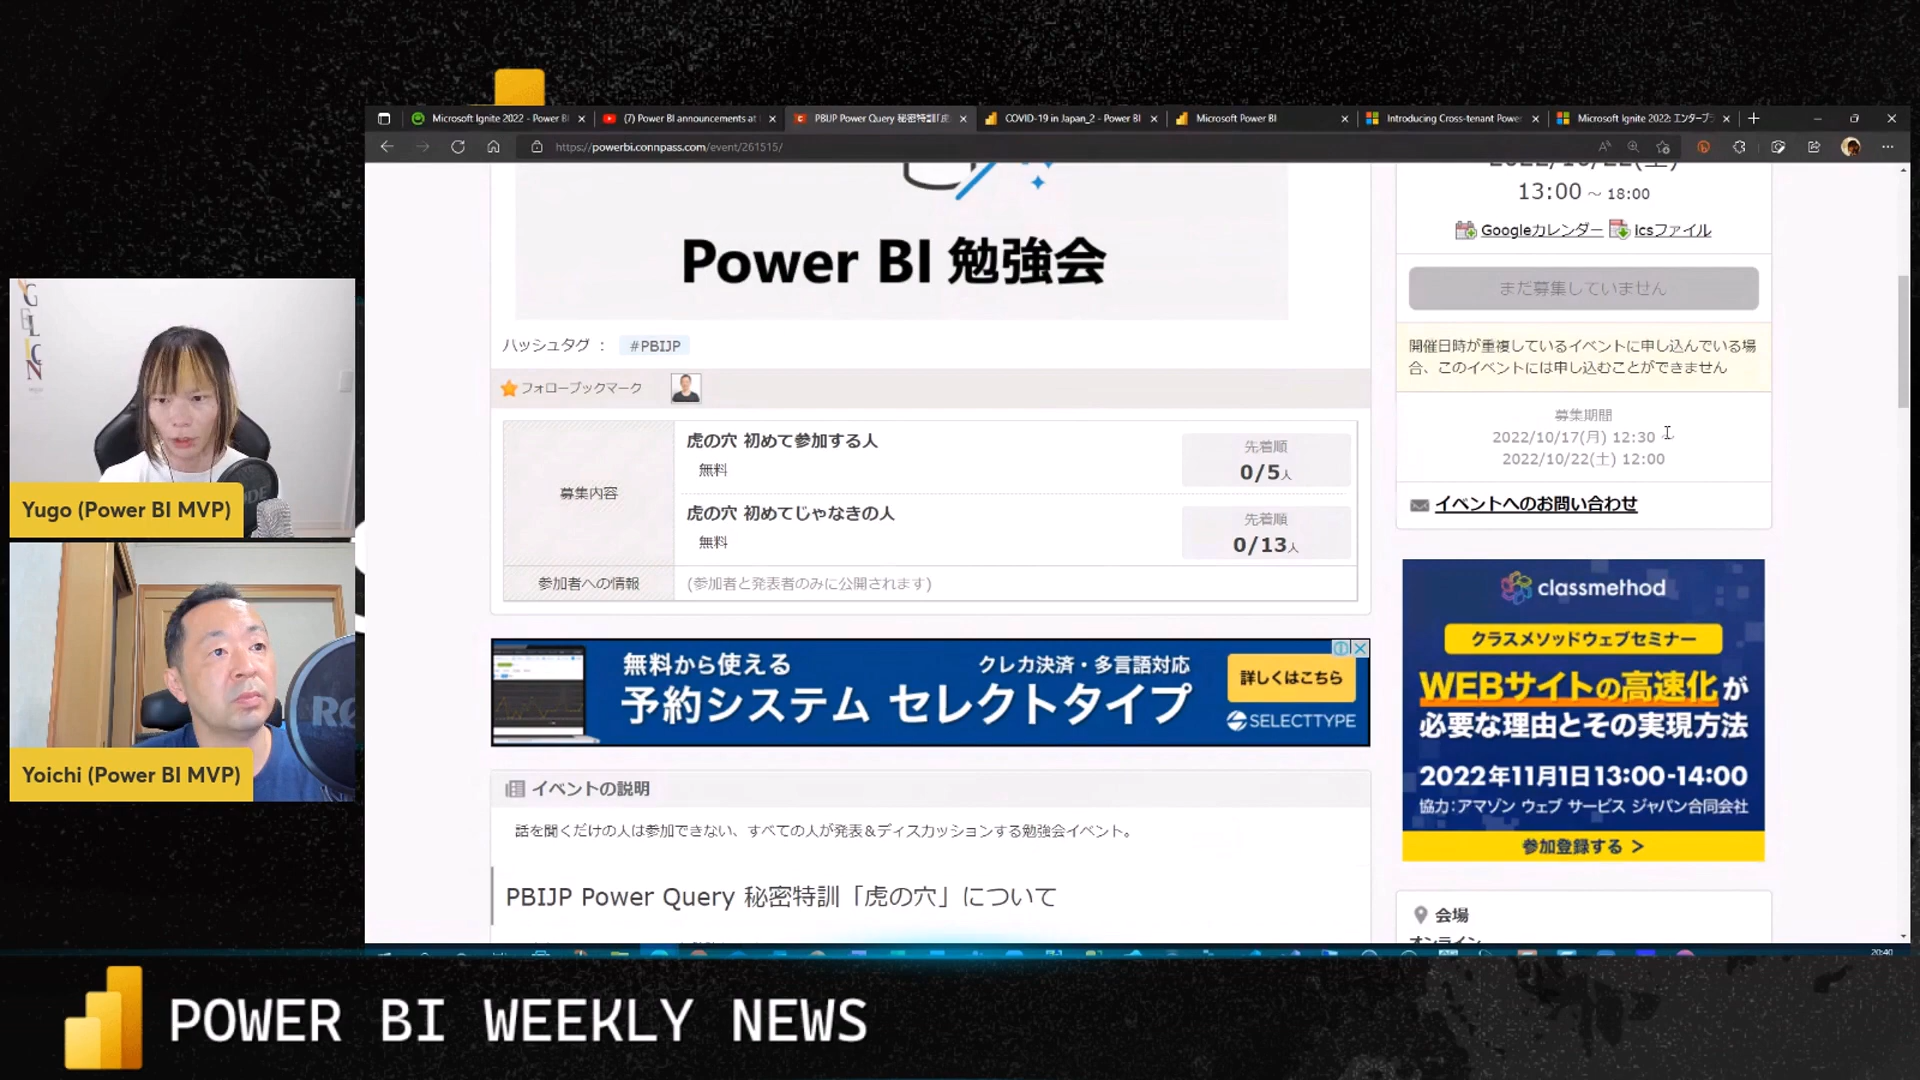 Microsoft Ignite 2022 - Power BI
(7) Power BI announcements at
PBIJP Power Query 秘密特訓「虎
COVID-19 in Japan_2 - Power BI
Microsoft Power BI
Introducing Cross-tenant Power
Microsoft Ignite 2022: エンタープ
https://powerbi.connpass.com/event/261515/
Power BI 勉強会
ハッシュタグ : #PBIJP
フォローブックマーク
募集内容
虎の穴 初めて参加する人
無料
先着順
0/5人
虎の穴 初めてじゃなきの人
無料
先着順
0/13人
参加者への情報
(参加者と発表者のみに公開されます)
無料から使える
クレカ決済・多言語対応
予約システム セレクトタイプ
詳しくはこちら
SELECTTYPE
イベントの説明
話を聞くだけの人は参加できない、すべての人が発表&ディスカッションする勉強会イベント。
PBIJP Power Query 秘密特訓「虎の穴」について
2022/10/22(土)
13:00 ~ 18:00
Googleカレンダー icsファイル
まだ募集していません
開催日時が重複しているイベントに申し込んでいる場
合、このイベントには申し込むことができません
募集期間
2022/10/17(月) 12:30 ~
2022/10/22(土) 12:00
イベントへのお問い合わせ
classmethod
クラスメソッドウェブセミナー
WEBサイトの高速化が
必要な理由とその実現方法
2022年11月1日13:00-14:00
協力:アマゾン ウェブ サービス ジャパン合同会社
参加登録する >
会場
オンライン
20:40
Yugo (Power BI MVP)
Yoichi (Power BI MVP)
POWER BI WEEKLY NEWS